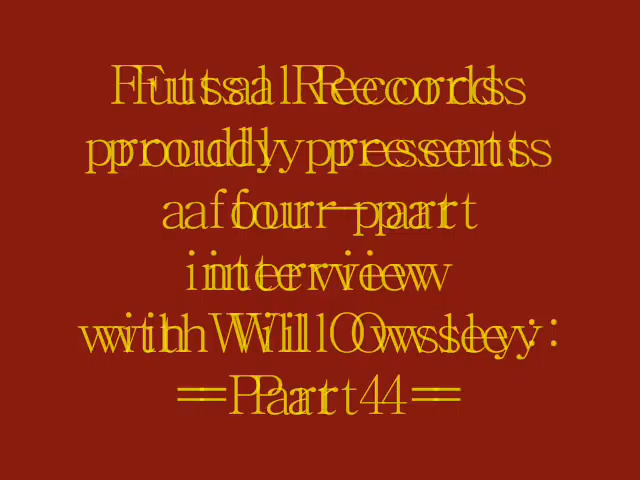 Futsal Records
proudly presents
a four-part
interview
with Will Owsley:
=Part 4=